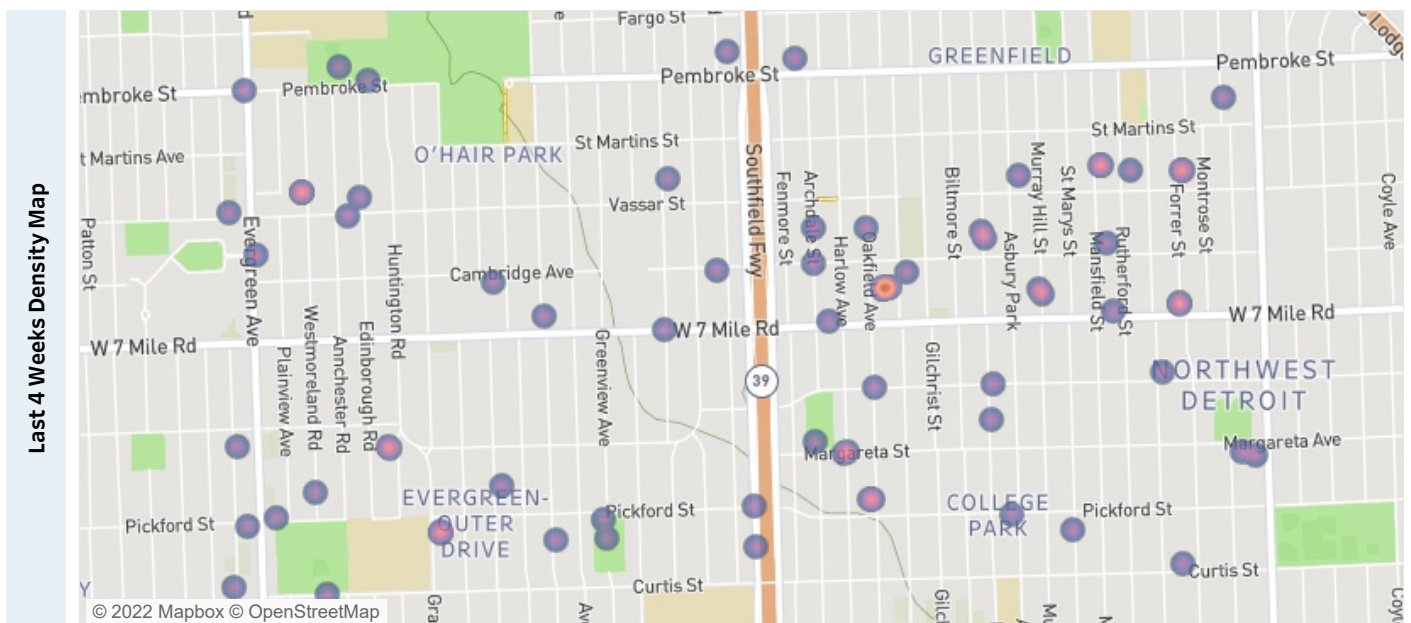 Last 4 Weeks Density Map
Fargo St
GREENFIELD
Pembroke St
Pembroke St
Pembroke St
embroke St
St Martins St
St Martins St
t Martins Ave
O'HAIR PARK
Vassar St
Patton St
Evergreen Ave
Huntington Rd
Cambridge Ave
Southfield Fwy
Fenmore St
Archdale St
Harlow Ave
Oakfield Ave
Biltmore St
Asbury Park
Murray Hill St
St Marys St
Mansfield St
Rutherford St
Forrer St
Montrose St
Coyle Ave
W 7 Mile Rd
W 7 Mile Rd
W 7 Mile Rd
Plainview Ave
Westmoreland Rd
Annchester Rd
Edinborough Rd
Greenview Ave
39
Gilchrist St
NORTHWEST
DETROIT
Margareta St
Margareta Ave
EVERGREEN-
OUTER
DRIVE
Pickford St
Pickford St
COLLEGE
PARK
Pickford St
Curtis St
Curtis St
© 2022 Mapbox © OpenStreetMap